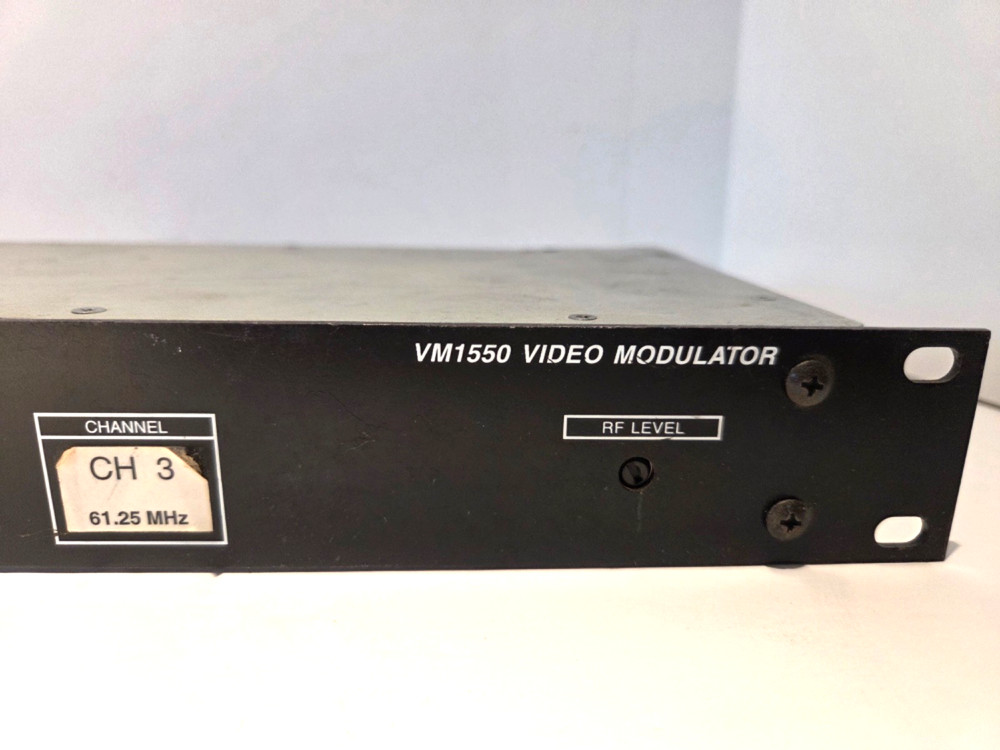 VM1550 VIDEO MODULATOR
CHANNEL
CH 3
61.25 MHz
RF LEVEL